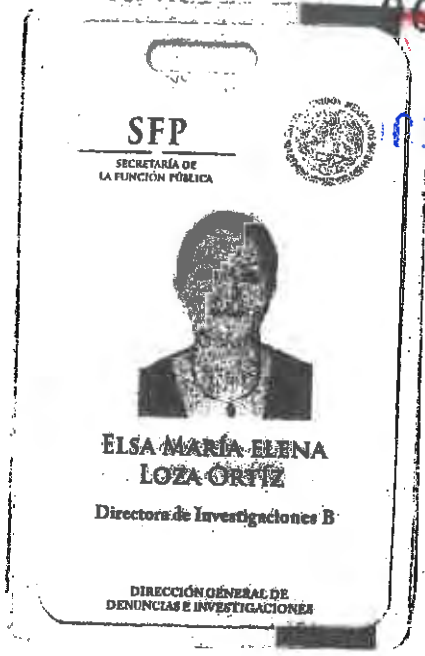 SFP
SECRETARÍA DE
LA FUNCIÓN PÚBLICA
ELSA MARÍA ELENA
LOZA ORTIZ
Directora de Investigaciones B
DIRECCIÓN GENERAL DE
DENUNCIAS E INVESTIGACIONES